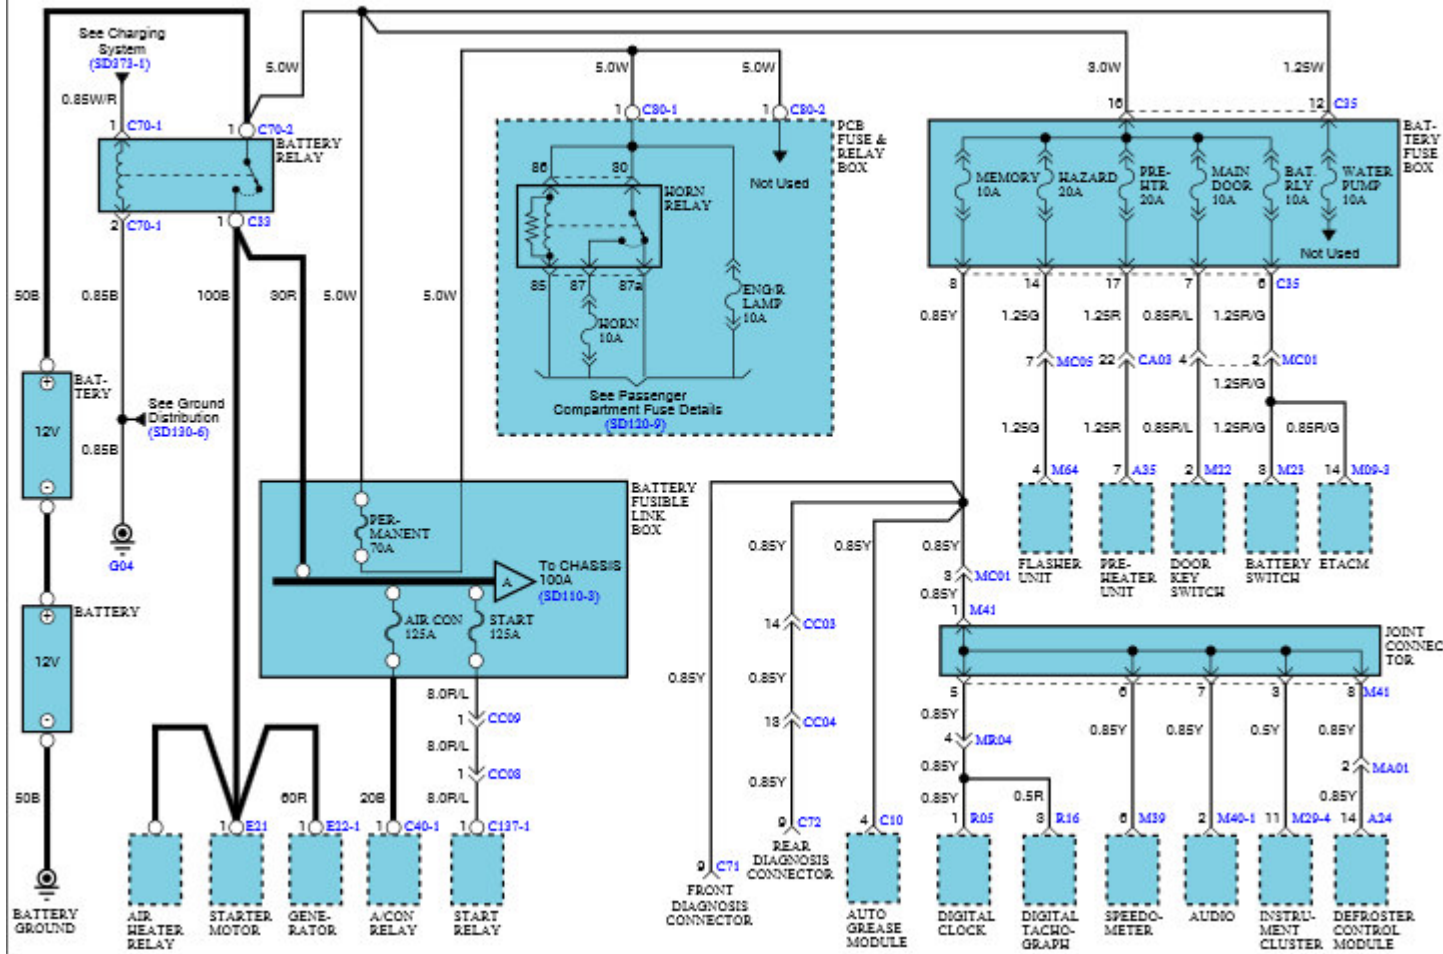 See Charging
System
(SD373-1)
0.85W/R
1 C70-1
1 C70-2
BATTERY
RELAY
2 C70-1
1 C33
5.0W
50B
0.85B
100B
30R
5.0W
5.0W
BAT-
TERY
+
12V
-
See Ground
Distribution
(SD130-6)
0.85B
G04
BATTERY
+
12V
-
50B
BATTERY
GROUND
5.0W
5.0W
1 C80-1
1 C80-2
PCB
FUSE &
RELAY
BOX
Not Used
86
30
HORN
RELAY
85
87
87a
HORN
10A
ENG/R
LAMP
10A
See Passenger
Compartment Fuse Details
(SD120-9)
3.0W
1.25W
16
12 C35
BAT-
TERY
FUSE
BOX
MEMORY
10A
HAZARD
20A
PRE-
HTR
20A
MAIN
DOOR
10A
BAT.
RLY
10A
WATER
PUMP
10A
Not Used
8
14
17
7
6 C35
0.85Y
1.25G
1.25R
0.85R/L
1.25R/G
7 MC05
22 CA03
4
2 MC01
1.25R/G
1.25G
1.25R
0.85R/L
1.25R/G
0.85R/G
4 M64
7 A35
2 M22
3 M23
14 M09-3
FLASHER
UNIT
PRE-
HEATER
UNIT
DOOR
KEY
SWITCH
BATTERY
SWITCH
ETACM
BATTERY
FUSIBLE
LINK
BOX
PER-
MANENT
70A
A
To CHASSIS
100A
(SD110-3)
AIR CON
125A
START
125A
8.0R/L
1 CC09
8.0R/L
1 CC08
60R
20B
8.0R/L
1 E21
1 E22-1
1 C40-1
1 C137-1
AIR
HEATER
RELAY
STARTER
MOTOR
GENE-
RATOR
A/CON
RELAY
START
RELAY
0.85Y
0.85Y
0.85Y
3 MC01
0.85Y
1 M41
14 CC03
0.85Y
0.85Y
18 CC04
0.85Y
9 C72
REAR
DIAGNOSIS
CONNECTOR
9 C71
FRONT
DIAGNOSIS
CONNECTOR
4 C10
AUTO
GREASE
MODULE
JOINT
CONNEC
TOR
5
6
7
3
8 M41
0.85Y
0.85Y
0.85Y
0.5Y
0.85Y
4 MR04
2 MA01
0.85Y
0.85Y
0.5R
0.85Y
1 R05
3 R16
6 M39
2 M40-1
11 M29-4
14 A24
DIGITAL
CLOCK
DIGITAL
TACHO-
GRAPH
SPEEDO-
METER
AUDIO
INSTRU-
MENT
CLUSTER
DEFROSTER
CONTROL
MODULE